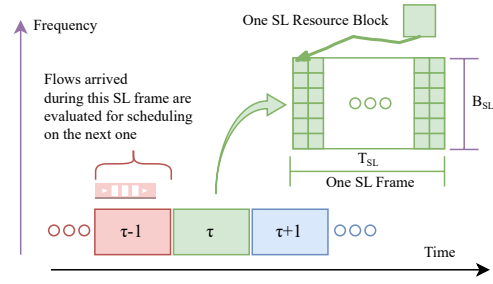 Frequency
One SL Resource Block
Flows arrived
during this SL frame are
evaluated for scheduling
on the next one
B_SL
T_SL
One SL Frame
τ-1
τ
τ+1
Time